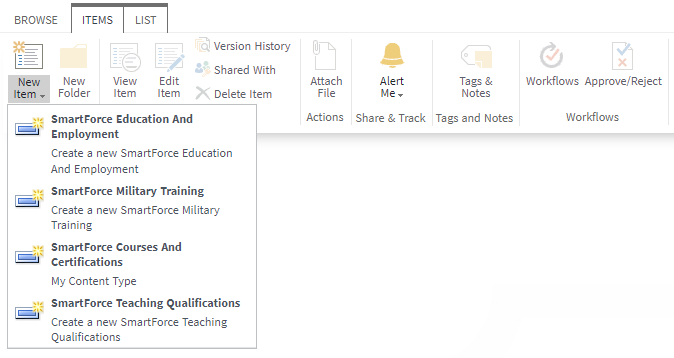 BROWSE ITEMS LIST
New Item
New Folder
View Item
Edit Item
Version History
Shared With
Delete Item
Attach File
Alert Me
Tags & Notes
Workflows
Approve/Reject
Actions
Share & Track
Tags and Notes
Workflows
SmartForce Education And
Employment
Create a new SmartForce Education
And Employment
SmartForce Military Training
Create a new SmartForce Military
Training
SmartForce Courses And
Certifications
My Content Type
SmartForce Teaching Qualifications
Create a new SmartForce Teaching
Qualifications